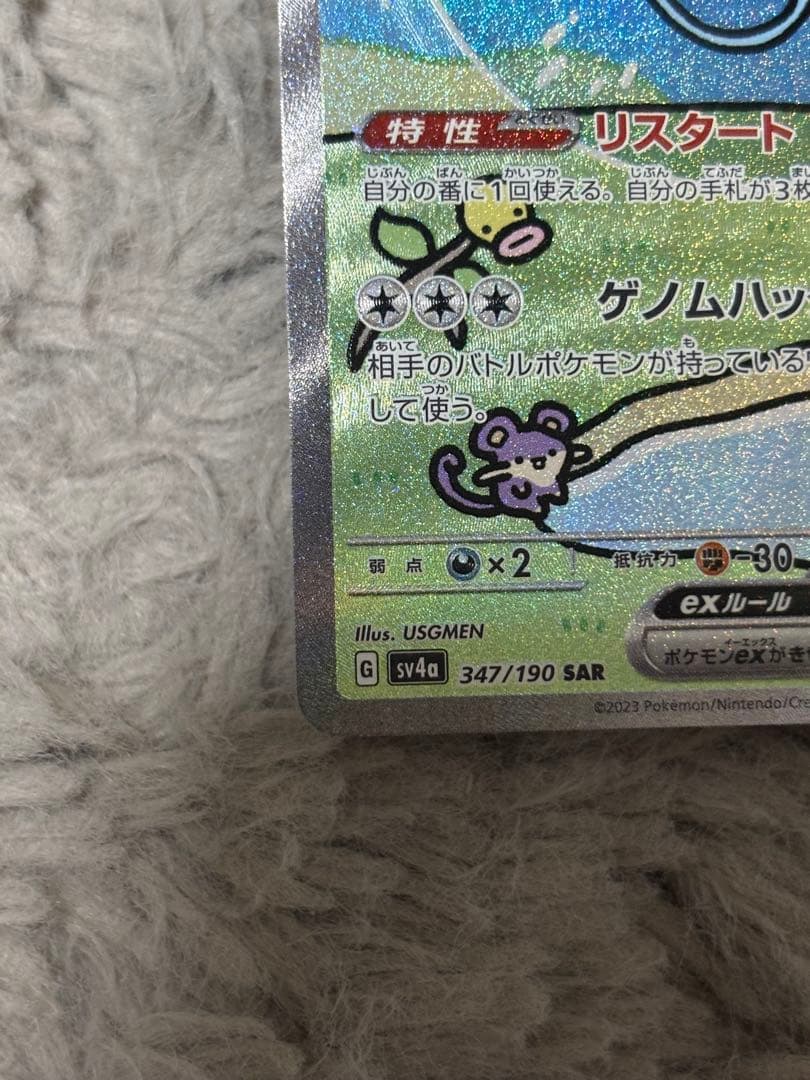 特性 とくせい リスタート
じぶん ばん かいつか じぶん てふだ
自分の番に1回使える。自分の手札が3枚
ゲノムハッ
あいて も
相手のバトルポケモンが持っている
つか
して使う。
弱点 ×2 抵抗力 -30
exルール
イーエックス
ポケモンexがき
Illus. USGMEN
G sv4a 347/190 SAR
©2023 Pokémon/Nintendo/Cre